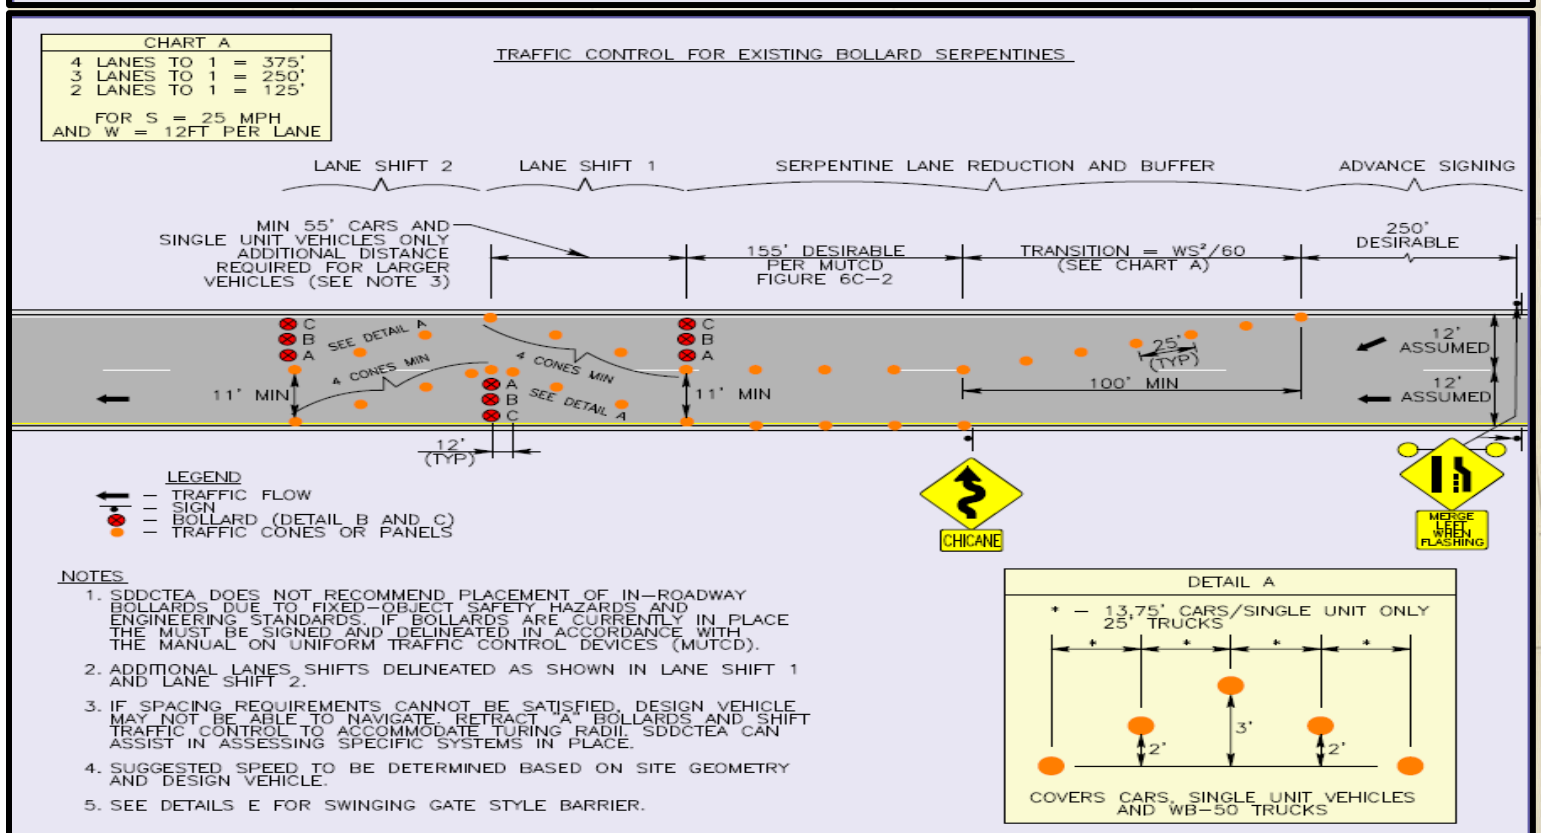 CHART A
4 LANES TO 1 = 375'
3 LANES TO 1 = 250'
2 LANES TO 1 = 125'
FOR S = 25 MPH
AND W = 12FT PER LANE
TRAFFIC CONTROL FOR EXISTING BOLLARD SERPENTINES
LANE SHIFT 2
LANE SHIFT 1
SERPENTINE LANE REDUCTION AND BUFFER
ADVANCE SIGNING
MIN 55' CARS AND
SINGLE UNIT VEHICLES ONLY
ADDITIONAL DISTANCE
REQUIRED FOR LARGER
VEHICLES (SEE NOTE 3)
155' DESIRABLE
PER MUTCD
FIGURE 6C-2
TRANSITION = WS²/60
(SEE CHART A)
250'
DESIRABLE
C
B
A
SEE DETAIL A
4 CONES MIN
11' MIN
4 CONES MIN
A
B
C
SEE DETAIL A
12'
(TYP)
C
B
A
11' MIN
25'
(TYP)
100' MIN
12'
ASSUMED
12'
ASSUMED
CHICANE
MERGE
LEFT
WHEN
FLASHING
LEGEND
– TRAFFIC FLOW
– SIGN
– BOLLARD (DETAIL B AND C)
– TRAFFIC CONES OR PANELS
NOTES
1. SDDCTEA DOES NOT RECOMMEND PLACEMENT OF IN-ROADWAY
BOLLARDS DUE TO FIXED-OBJECT SAFETY HAZARDS AND
ENGINEERING STANDARDS. IF BOLLARDS ARE CURRENTLY IN PLACE
THE MUST BE SIGNED AND DELINEATED IN ACCORDANCE WITH
THE MANUAL ON UNIFORM TRAFFIC CONTROL DEVICES (MUTCD).
2. ADDITIONAL LANES SHIFTS DELINEATED AS SHOWN IN LANE SHIFT 1
AND LANE SHIFT 2.
3. IF SPACING REQUIREMENTS CANNOT BE SATISFIED, DESIGN VEHICLE
MAY NOT BE ABLE TO NAVIGATE. RETRACT "A" BOLLARDS AND SHIFT
TRAFFIC CONTROL TO ACCOMMODATE TURING RADII. SDDCTEA CAN
ASSIST IN ASSESSING SPECIFIC SYSTEMS IN PLACE.
4. SUGGESTED SPEED TO BE DETERMINED BASED ON SITE GEOMETRY
AND DESIGN VEHICLE.
5. SEE DETAILS E FOR SWINGING GATE STYLE BARRIER.
DETAIL A
* – 13.75' CARS/SINGLE UNIT ONLY
25' TRUCKS
* * * *
2' 3' 2'
COVERS CARS, SINGLE UNIT VEHICLES
AND WB-50 TRUCKS